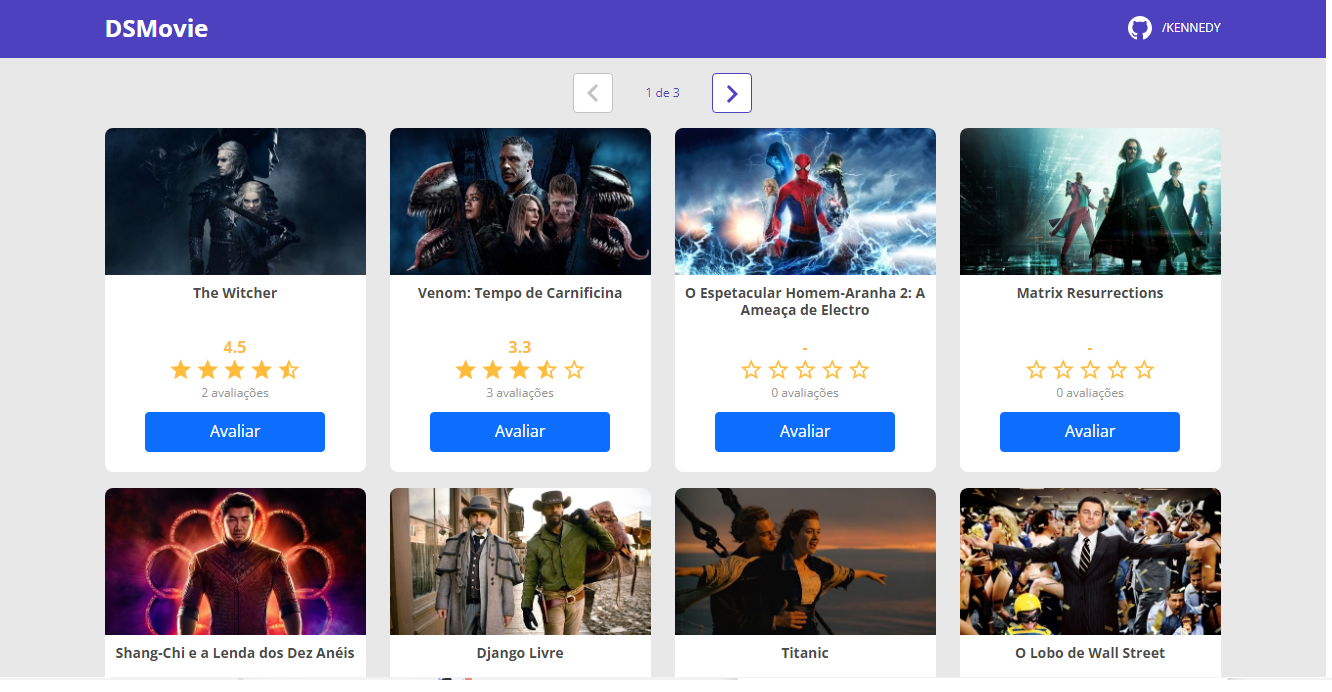 DSMovie
/KENNEDY
1 de 3
The Witcher
4.5
2 avaliações
Avaliar
Venom: Tempo de Carnificina
3.3
3 avaliações
Avaliar
O Espetacular Homem-Aranha 2: A
Ameaça de Electro
-
0 avaliações
Avaliar
Matrix Resurrections
-
0 avaliações
Avaliar
Shang-Chi e a Lenda dos Dez Anéis
Django Livre
Titanic
O Lobo de Wall Street